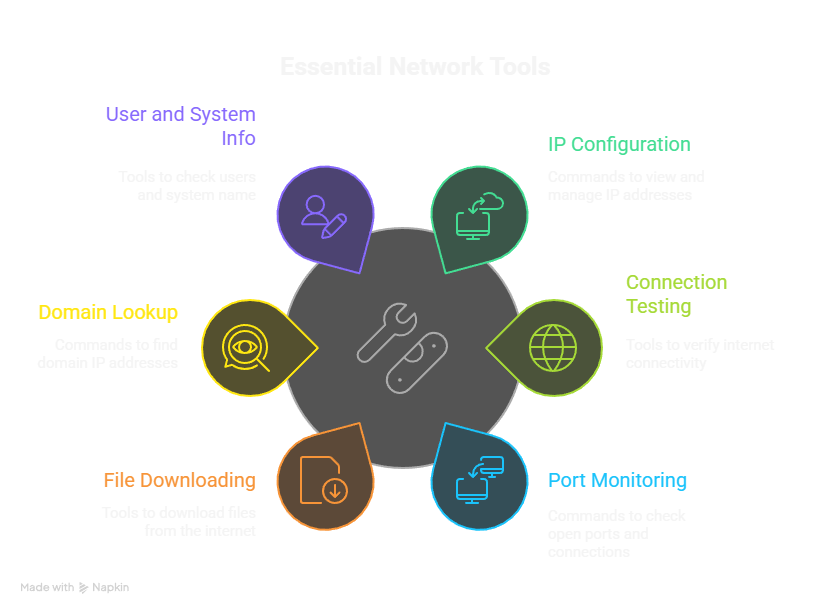 Essential Network Tools
User and System
Info
Tools to check users
and system name
IP Configuration
Commands to view and
manage IP addresses
Domain Lookup
Commands to find
domain IP addresses
Connection
Testing
Tools to verify internet
connectivity
File Downloading
Tools to download files
from the internet
Port Monitoring
Commands to check
open ports and
connections
Made with Napkin